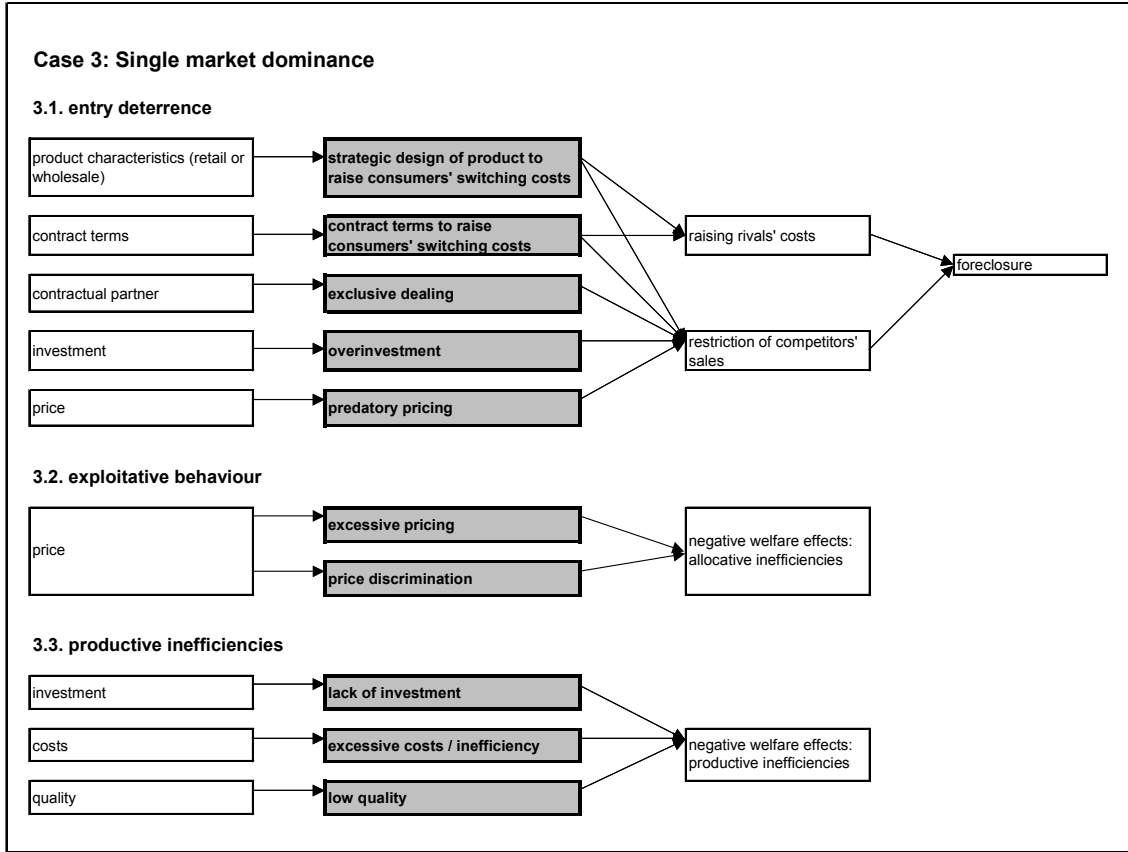 Case 3: Single market dominance
3.1. entry deterrence
product characteristics (retail or
wholesale)
strategic design of product to
raise consumers' switching costs
contract terms
contract terms to raise
consumers' switching costs
raising rivals' costs
foreclosure
contractual partner
exclusive dealing
investment
overinvestment
restriction of competitors'
sales
price
predatory pricing
3.2. exploitative behaviour
price
excessive pricing
price discrimination
negative welfare effects:
allocative inefficiencies
3.3. productive inefficiencies
investment
lack of investment
costs
excessive costs / inefficiency
negative welfare effects:
productive inefficiencies
quality
low quality